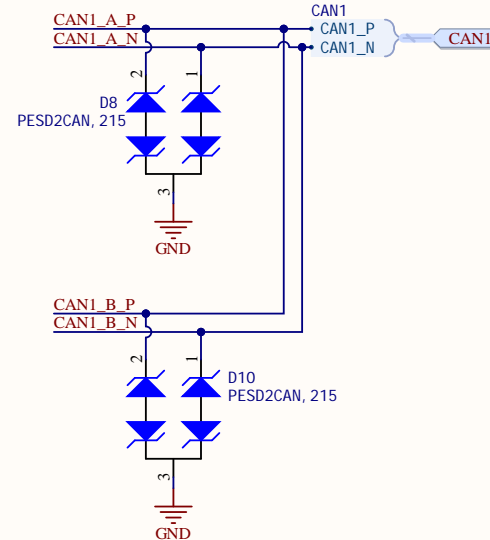 CAN1
CAN1_A_P
CAN1_P
CAN1_A_N
CAN1_N
CAN1
2
1
D8
PESD2CAN, 215
3
GND
CAN1_B_P
CAN1_B_N
2
1
D10
PESD2CAN, 215
3
GND